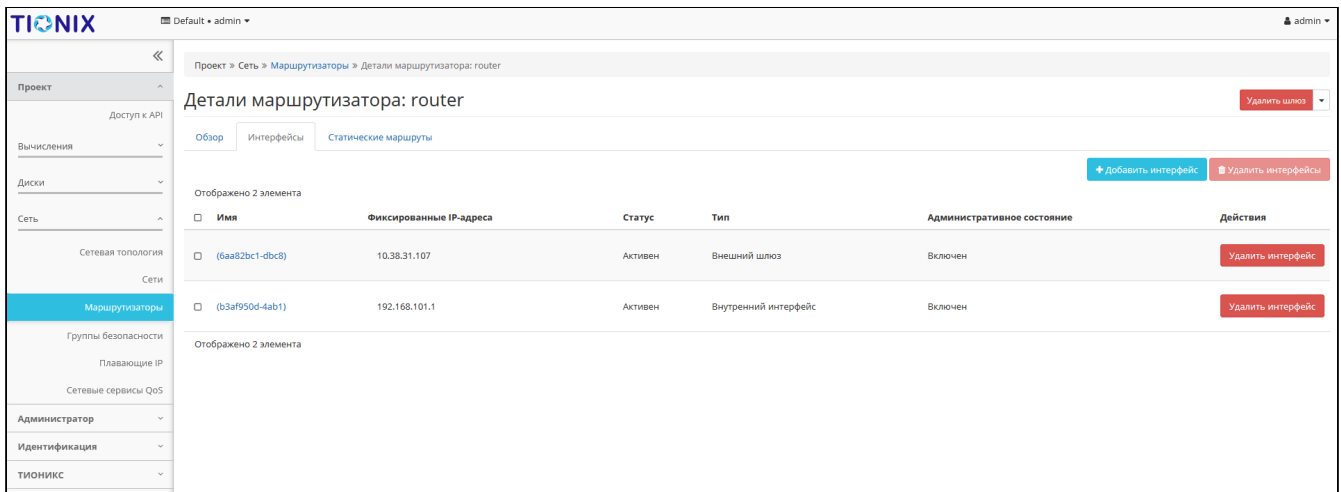 TIONIX
Default • admin
admin
Проект » Сеть » Маршрутизаторы » Детали маршрутизатора: router
Проект
Доступ к API
Вычисления
Диски
Сеть
Сетевая топология
Сети
Маршрутизаторы
Группы безопасности
Плавающие IP
Сетевые сервисы QoS
Администратор
Идентификация
ТИОНИКС
Детали маршрутизатора: router
Удалить шлюз
Обзор Интерфейсы Статические маршруты
Добавить интерфейс Удалить интерфейсы
Отображено 2 элемента
Имя Фиксированные IP-адреса Статус Тип Административное состояние Действия
(6aa82bc1-dbc8) 10.38.31.107 Активен Внешний шлюз Включен Удалить интерфейс
(b3af950d-4ab1) 192.168.101.1 Активен Внутренний интерфейс Включен Удалить интерфейс
Отображено 2 элемента